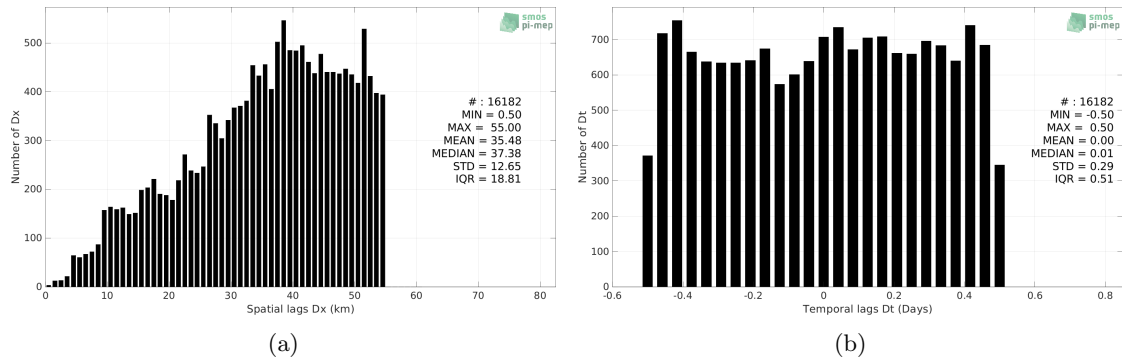 smos
pi-mep
Number of Dx
500
400
300
200
100
0
# : 16182
MIN = 0.50
MAX = 55.00
MEAN = 35.48
MEDIAN = 37.38
STD = 12.65
IQR = 18.81
0 10 20 30 40 50 60 70 80
Spatial lags Dx (km)
(a)
smos
pi-mep
Number of Dt
700
600
500
400
300
200
100
0
# : 16182
MIN = -0.50
MAX = 0.50
MEAN = 0.00
MEDIAN = 0.01
STD = 0.29
IQR = 0.51
-0.6 -0.4 -0.2 0 0.2 0.4 0.6 0.8
Temporal lags Dt (Days)
(b)